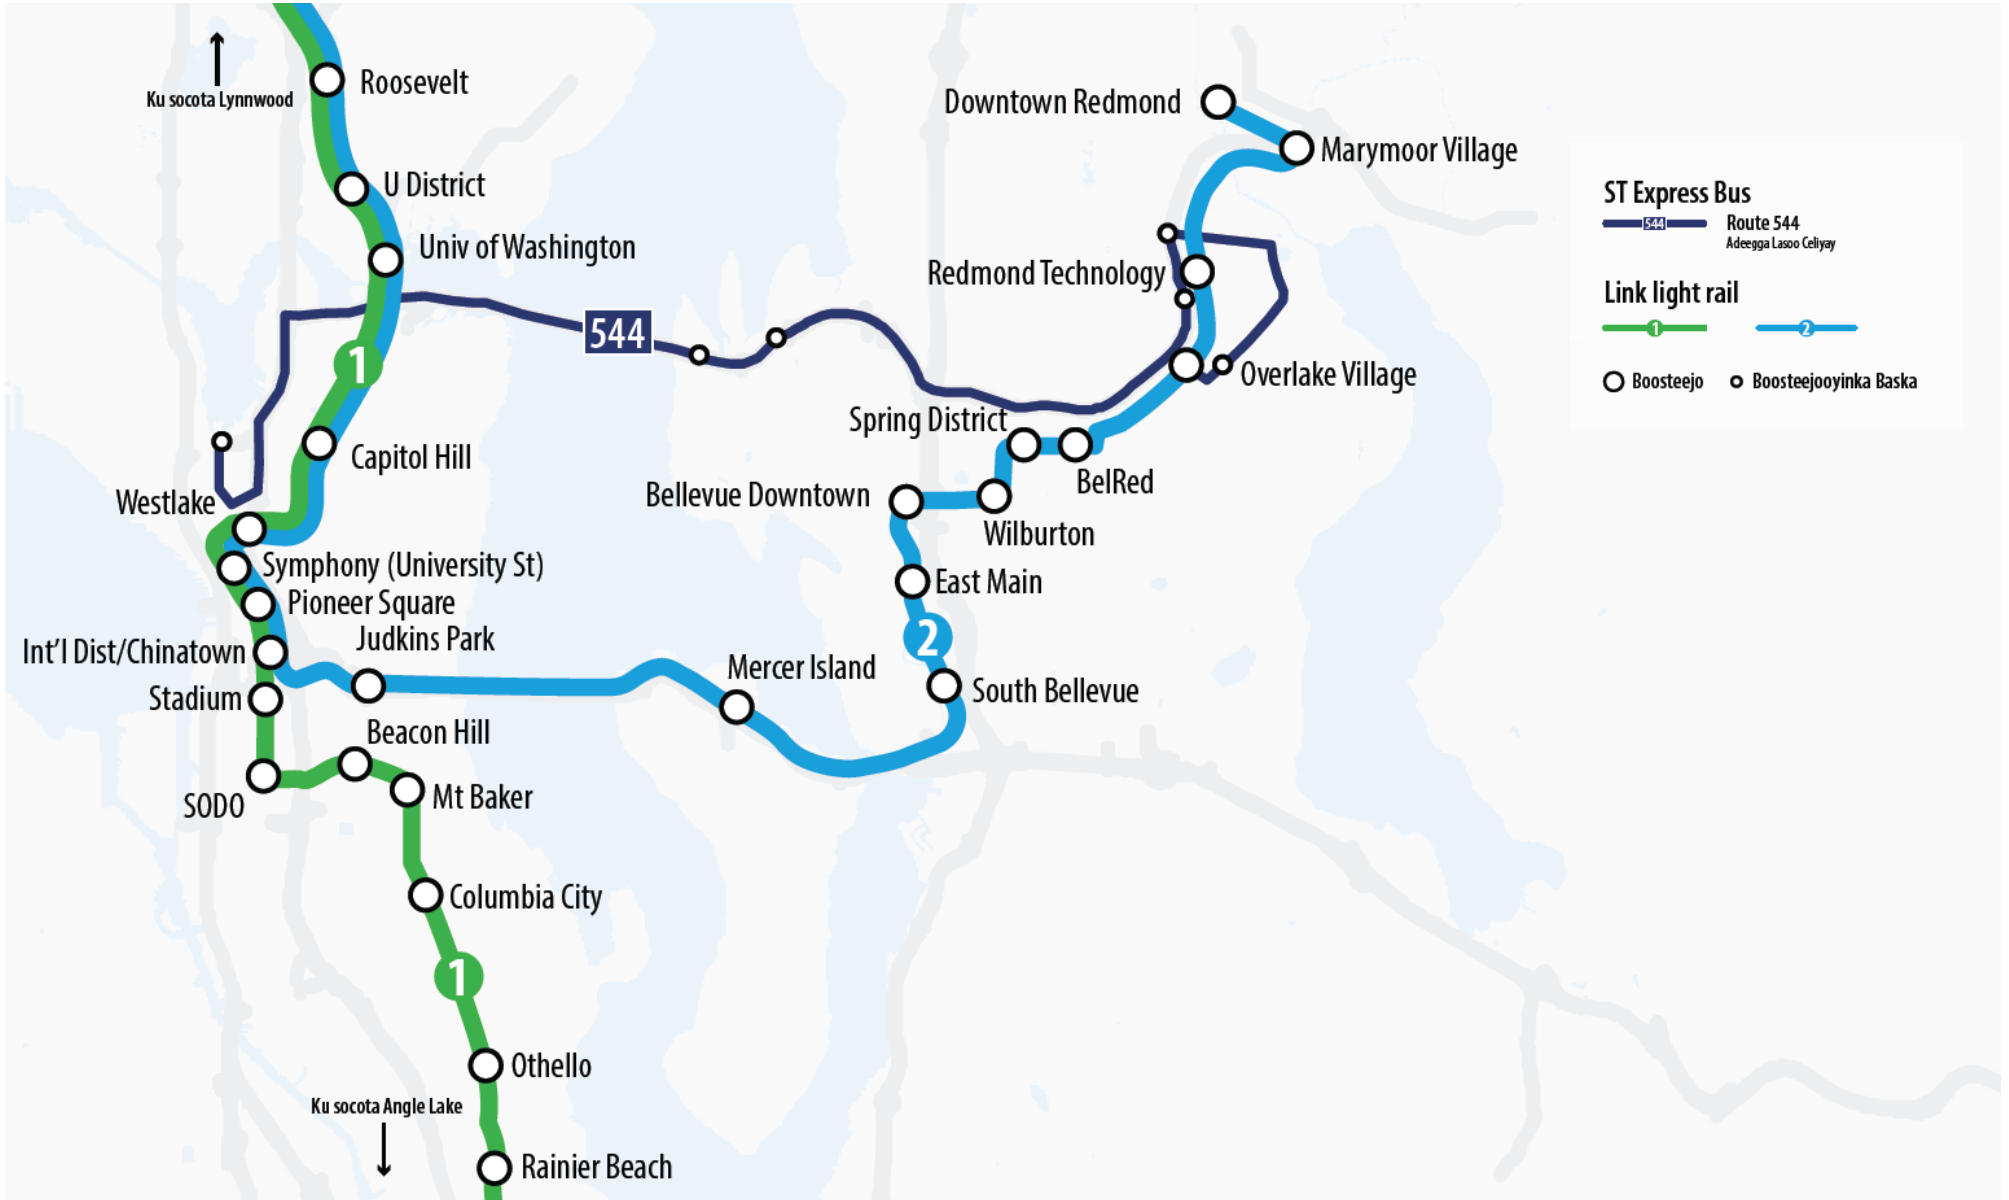 Roosevelt
Ku socota Lynnwood
Downtown Redmond
Marymoor Village
U District
ST Express Bus
544
Route 544
Adeegga Lasoo Celiyay
Univ of Washington
Redmond Technology
Link light rail
1
2
544
1
Overlake Village
Boosteejo
Boosteejooyinka Baska
Spring District
Capitol Hill
BelRed
Westlake
Bellevue Downtown
Wilburton
Symphony (University St)
East Main
Pioneer Square
2
Judkins Park
Int'l Dist/Chinatown
Mercer Island
South Bellevue
Stadium
Beacon Hill
SODO
Mt Baker
Columbia City
1
Othello
Ku socota Angle Lake
Rainier Beach